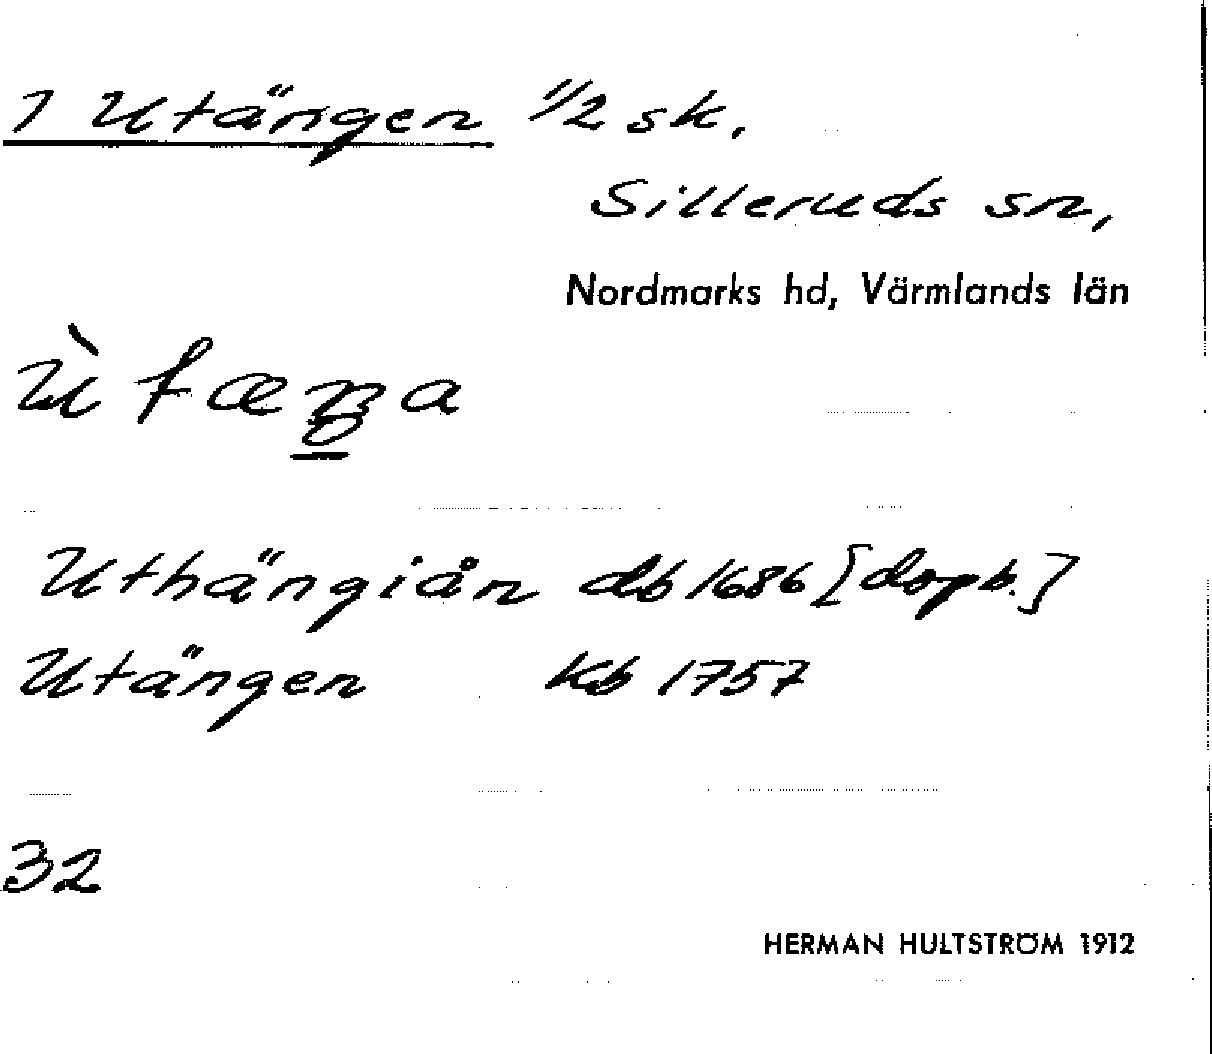 1 Utängen 1/2 sk,
Silleruds sn,
Nordmarks hd, Värmlands län
Uthängiån db 1686 [dopb.]
Utängen kb 1757
32
HERMAN HULTSTRÖM 1912